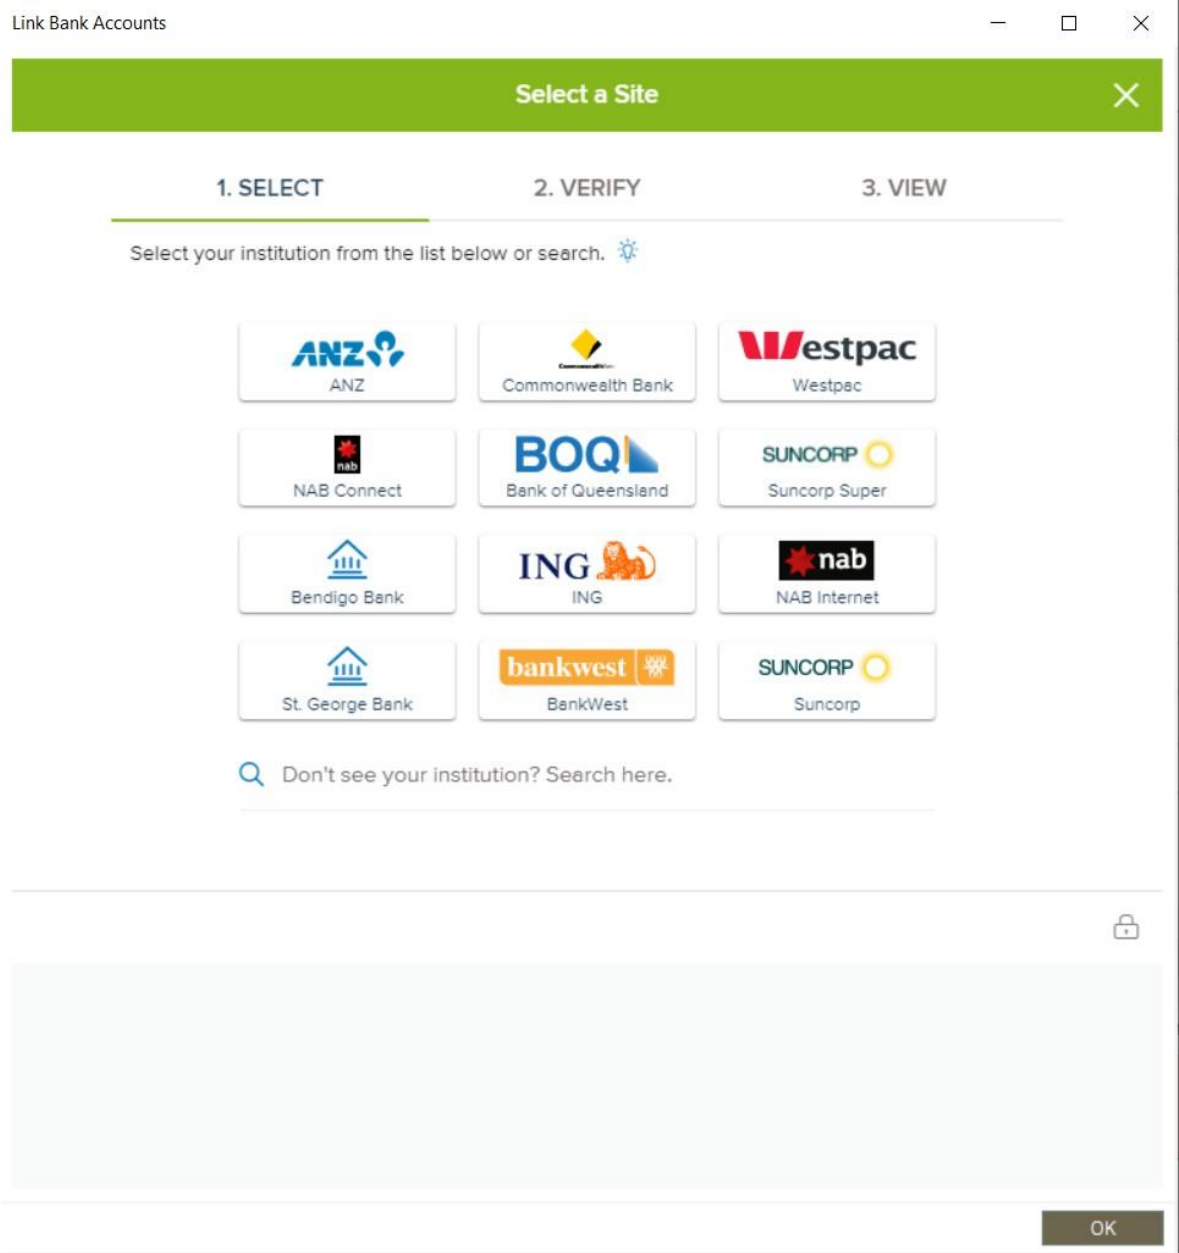 Link Bank Accounts
Select a Site
1. SELECT 2. VERIFY 3. VIEW
Select your institution from the list below or search.
ANZ
ANZ
Commonwealth Bank
Westpac
Westpac
nab
NAB Connect
BOQ
Bank of Queensland
SUNCORP
Suncorp Super
Bendigo Bank
ING
ING
nab
NAB Internet
St. George Bank
bankwest
BankWest
SUNCORP
Suncorp
Don't see your institution? Search here.
OK